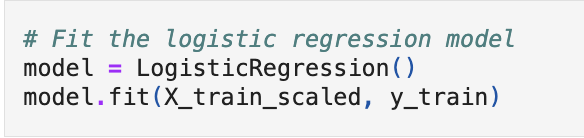 # Fit the logistic regression model
model = LogisticRegression()
model.fit(X_train_scaled, y_train)